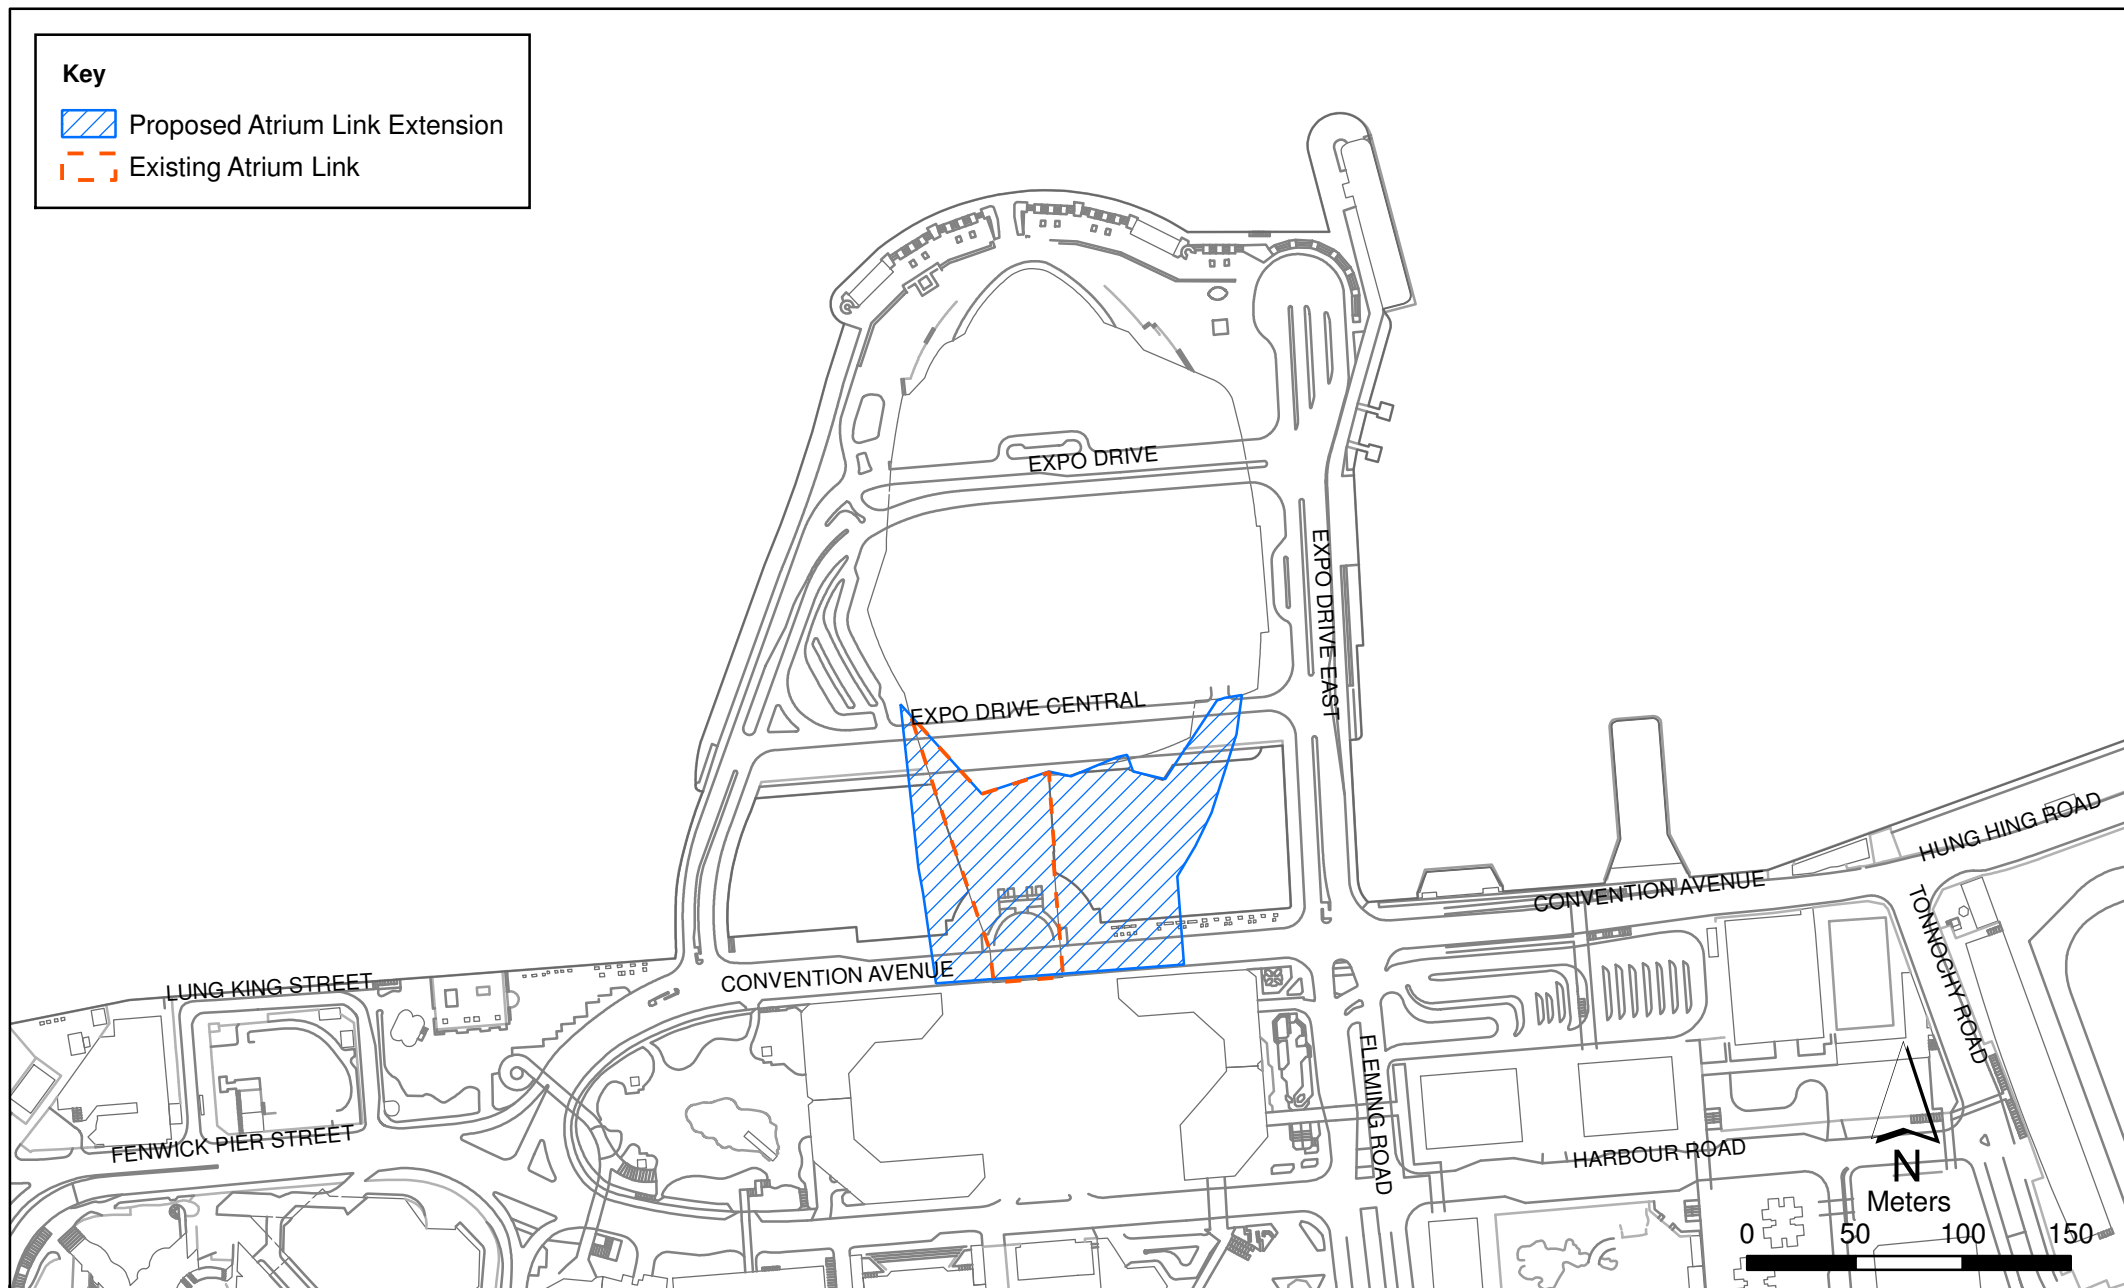 Key
Proposed Atrium Link Extension
Existing Atrium Link
EXPO DRIVE
EXPO DRIVE EAST
EXPO DRIVE CENTRAL
HUNG HING ROAD
CONVENTION AVENUE
TONNOCHY ROAD
CONVENTION AVENUE
LUNG KING STREET
FLEMING ROAD
FENWICK PIER STREET
HARBOUR ROAD
N
Meters
0 50 100 150